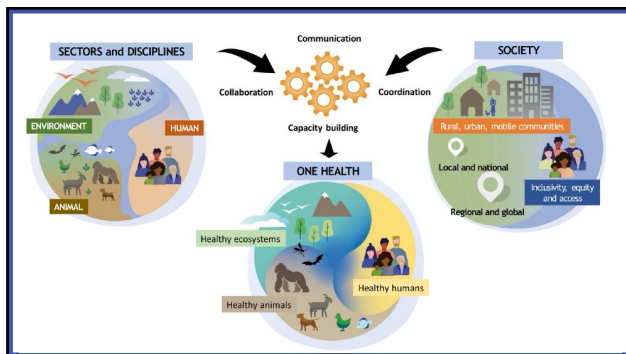 SECTORS and DISCIPLINES
ENVIRONMENT
HUMAN
ANIMAL
Communication
Collaboration
Coordination
Capacity building
SOCIETY
Rural, urban, mobile communities
Local and national
Inclusivity, equity
and access
Regional and global
ONE HEALTH
Healthy ecosystems
Healthy humans
Healthy animals